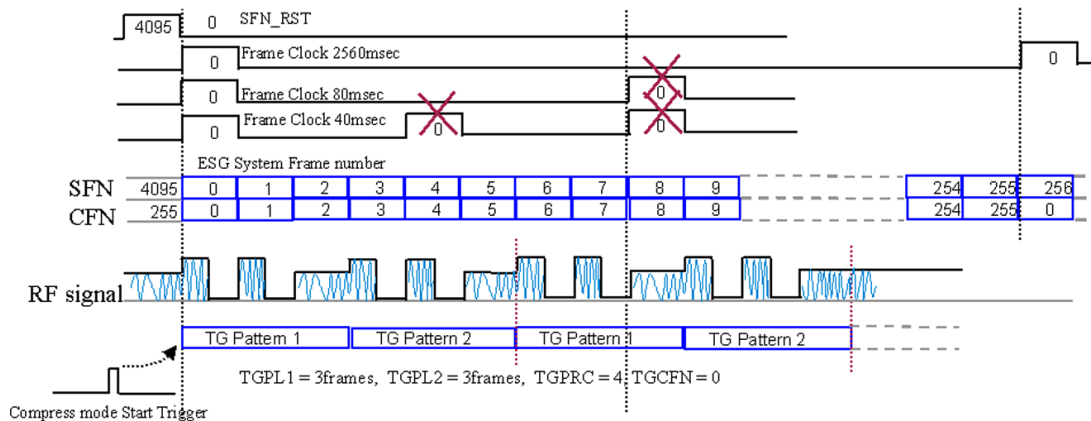 4095 0 SFN_RST
0 Frame Clock 2560msec 0
0 Frame Clock 80msec 0
0 Frame Clock 40msec 0 0
ESG System Frame number
SFN 4095 0 1 2 3 4 5 6 7 8 9 254 255 256
CFN 255 0 1 2 3 4 5 6 7 8 9 254 255 0
RF signal
TG Pattern 1 TG Pattern 2 TG Pattern 1 TG Pattern 2
TGPL1 = 3frames, TGPL2 = 3frames, TGPRC = 4, TGCFN = 0
Compress mode Start Trigger